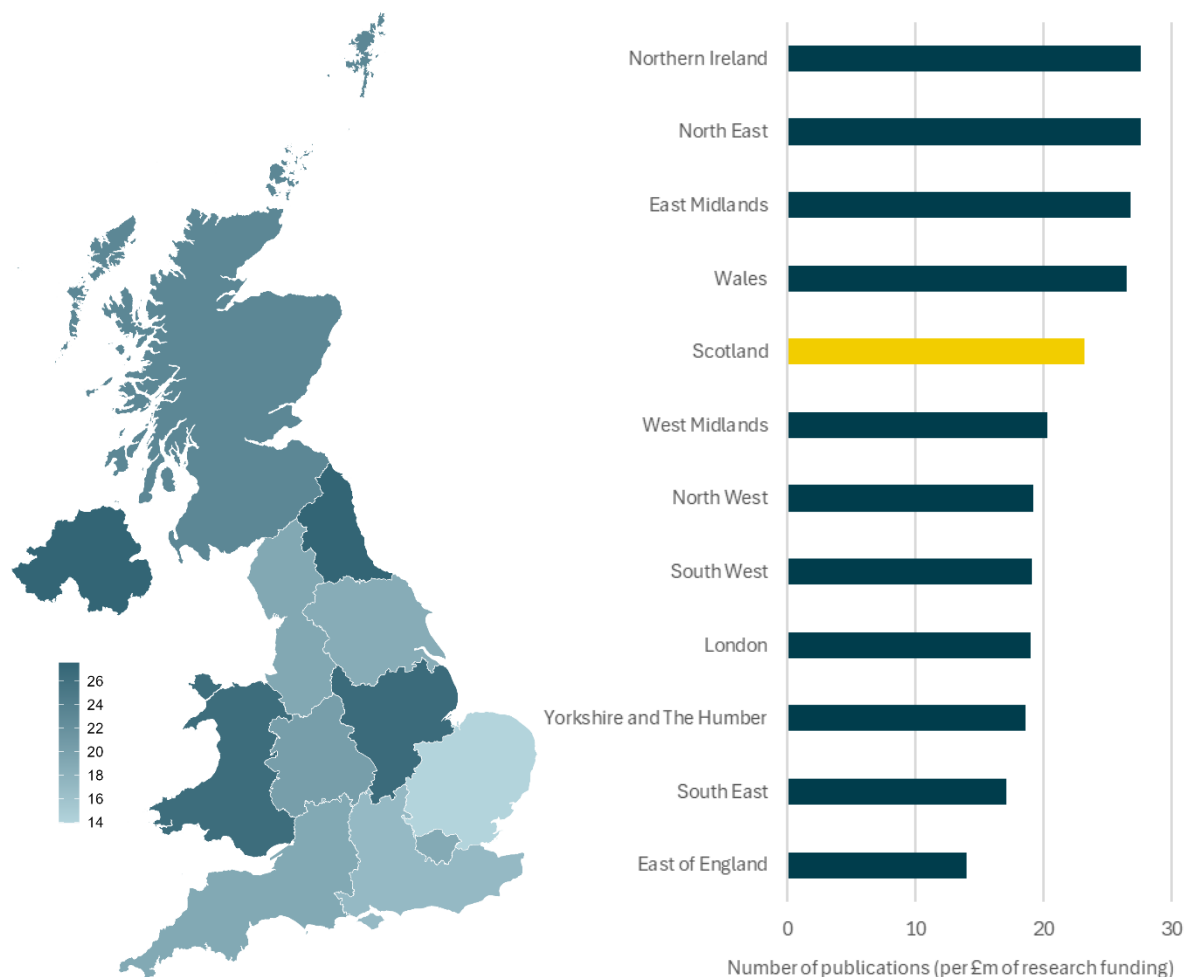 Northern Ireland
North East
East Midlands
Wales
Scotland
West Midlands
North West
South West
London
Yorkshire and The Humber
South East
East of England
26
24
22
20
18
16
14
0 10 20 30
Number of publications (per £m of research funding)